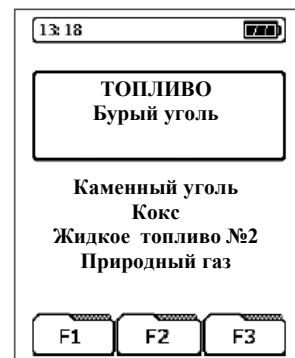 13:18
ТОПЛИВО
Бурый уголь
Каменный уголь
Кокс
Жидкое топливо №2
Природный газ
F1 F2 F3